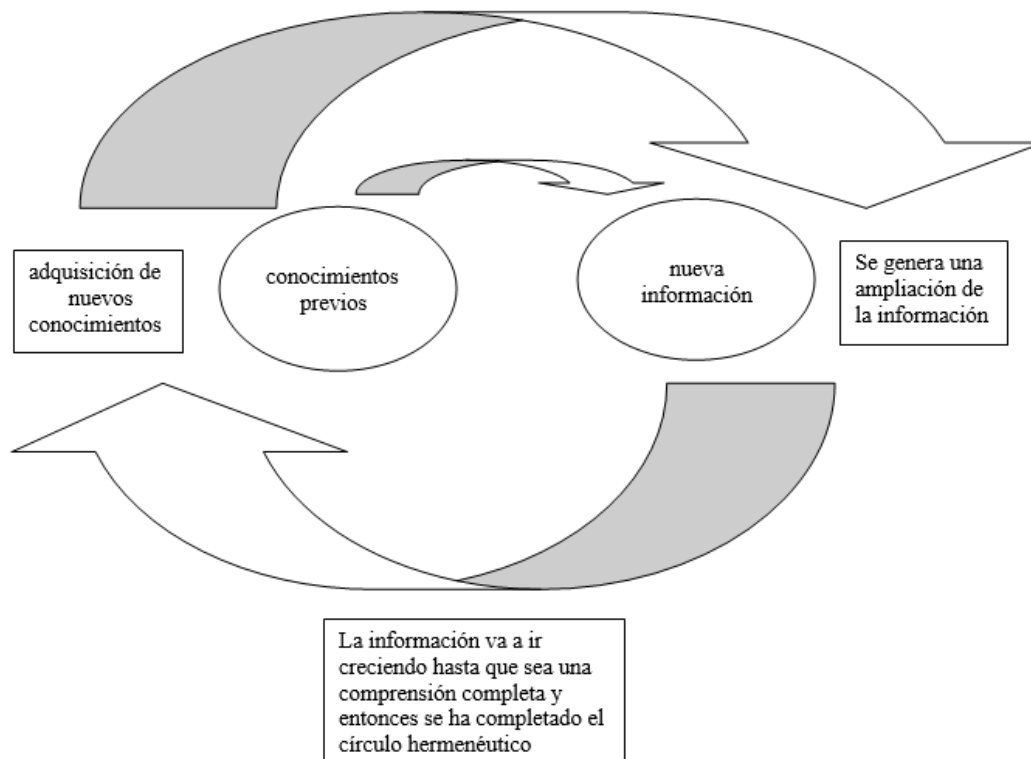 adquisición de
nuevos
conocimientos
conocimientos
previos
nueva
información
Se genera una
ampliación de
la información
La información va a ir
creciendo hasta que sea una
comprensión completa y
entonces se ha completado el
círculo hermenéutico